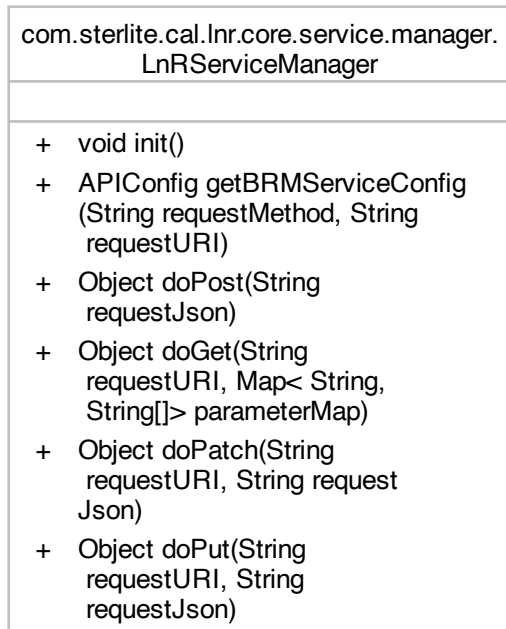 com.sterlite.cal.lnr.core.service.manager.
LnRServiceManager
+ void init()
+ APIConfig getBRMServiceConfig
(String requestMethod, String
requestURI)
+ Object doPost(String
requestJson)
+ Object doGet(String
requestURI, Map< String,
String[]> parameterMap)
+ Object doPatch(String
requestURI, String request
Json)
+ Object doPut(String
requestURI, String
requestJson)